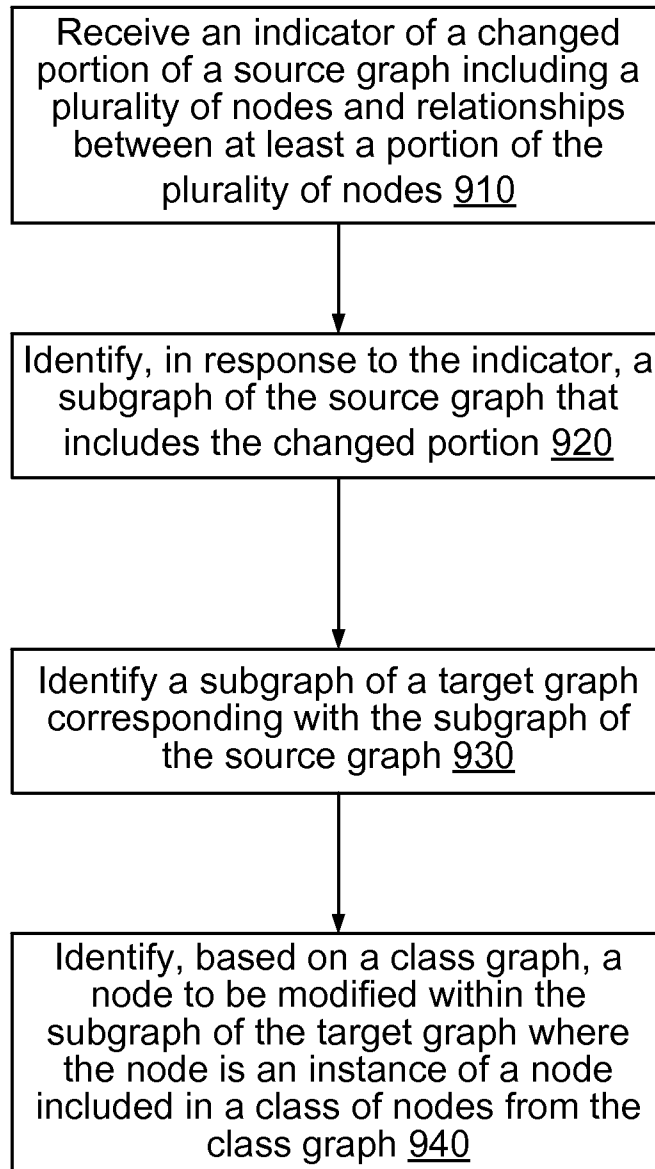 Receive an indicator of a changed
portion of a source graph including a
plurality of nodes and relationships
between at least a portion of the
plurality of nodes 910
Identify, in response to the indicator, a
subgraph of the source graph that
includes the changed portion 920
Identify a subgraph of a target graph
corresponding with the subgraph of
the source graph 930
Identify, based on a class graph, a
node to be modified within the
subgraph of the target graph where
the node is an instance of a node
included in a class of nodes from the
class graph 940